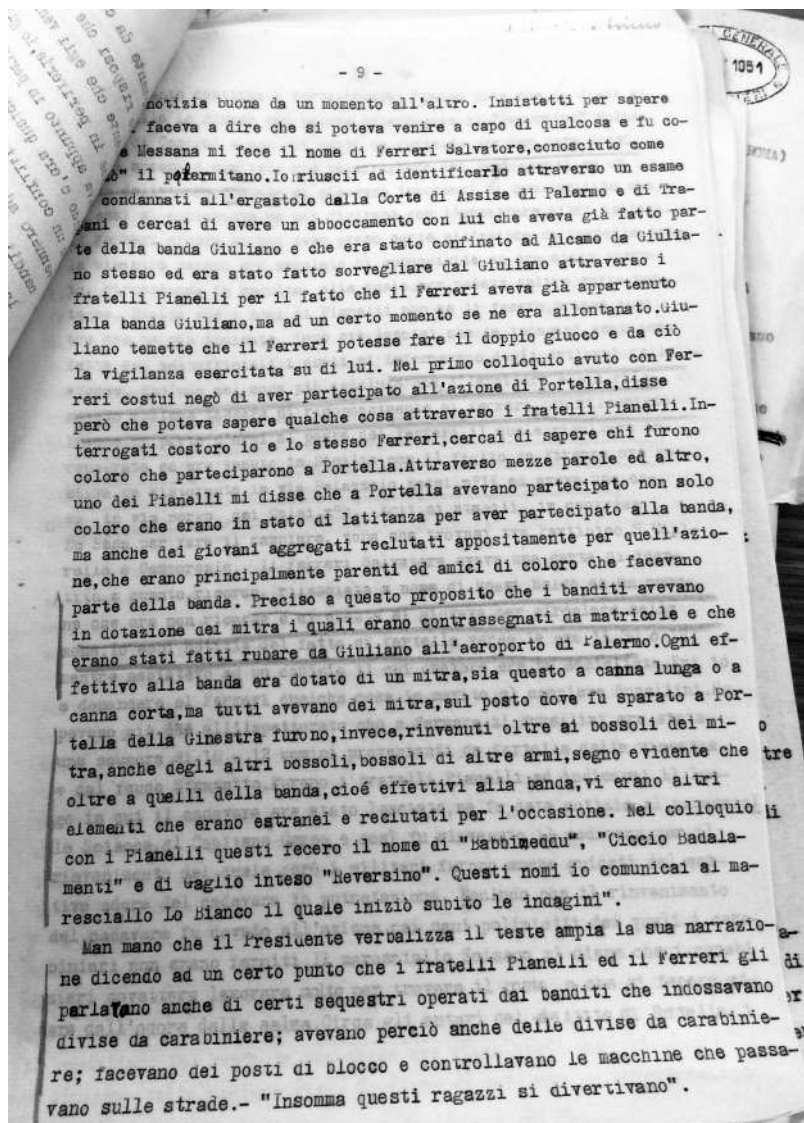 - 9 -
notizia buona da un momento all'altro. Insistetti per sapere
faceva a dire che si poteva venire a capo di qualcosa e fu co-
Messana mi fece il nome di Ferreri Salvatore,conosciuto come
" il palermitano.Io riuscii ad identificarlo attraverso un esame
condannati all'ergastolo dalla Corte di Assise di Palermo e di Tra-
pani e cercai di avere un abboccamento con lui che aveva già fatto par-
te della banda Giuliano e che era stato confinato ad Alcamo da Giulia-
no stesso ed era stato fatto sorvegliare dal Giuliano attraverso i
fratelli Pianelli per il fatto che il Ferreri aveva già appartenuto
alla banda Giuliano,ma ad un certo momento se ne era allontanato.Giu-
liano temette che il Ferreri potesse fare il doppio giuoco e da ciò
la vigilanza esercitata su di lui. Nel primo colloquio avuto con Fer-
reri costui negò di aver partecipato all'azione di Portella,disse
però che poteva sapere qualche cosa attraverso i fratelli Pianelli.In-
terrogati costoro io e lo stesso Ferreri,cercai di sapere chi furono
coloro che parteciparono a Portella.Attraverso mezze parole ed altro,
uno dei Pianelli mi disse che a Portella avevano partecipato non solo
coloro che erano in stato di latitanza per aver partecipato alla banda,
ma anche dei giovani aggregati reclutati appositamente per quell'azio-
ne,che erano principalmente parenti ed amici di coloro che facevano
parte della banda. Preciso a questo proposito che i banditi avevano
in dotazione dei mitra i quali erano contrassegnati da matricole e che
erano stati fatti rubare da Giuliano all'aeroporto di Palermo.Ogni ef-
fettivo alla banda era dotato di un mitra,sia questo a canna lunga o a
canna corta,ma tutti avevano dei mitra,sul posto dove fu sparato a Por-
tella della Ginestra furono,invece,rinvenuti oltre ai bossoli dei mi-
tra,anche degli altri bossoli,bossoli di altre armi,segno evidente che
oltre a quelli della banda,cioé effettivi alla banda,vi erano altri
elementi che erano estranei e reclutati per l'occasione. Nel colloquio
con i Pianelli questi fecero il nome di "Babbimeddu", "Ciccio Badala-
menti" e di Gaglio inteso "Reversino". Questi nomi io comunicai al ma-
resciallo Lo Bianco il quale iniziò subito le indagini".
Man mano che il Presidente verbalizza il teste ampia la sua narrazio-
ne dicendo ad un certo punto che i fratelli Pianelli ed il Ferreri gli
parlavano anche di certi sequestri operati dai banditi che indossavano
divise da carabiniere; avevano perciò anche delle divise da carabinie-
re; facevano dei posti di blocco e controllavano le macchine che passa-
vano sulle strade.- "Insomma questi ragazzi si divertivano".
GENERALE
1951
tre
li
di